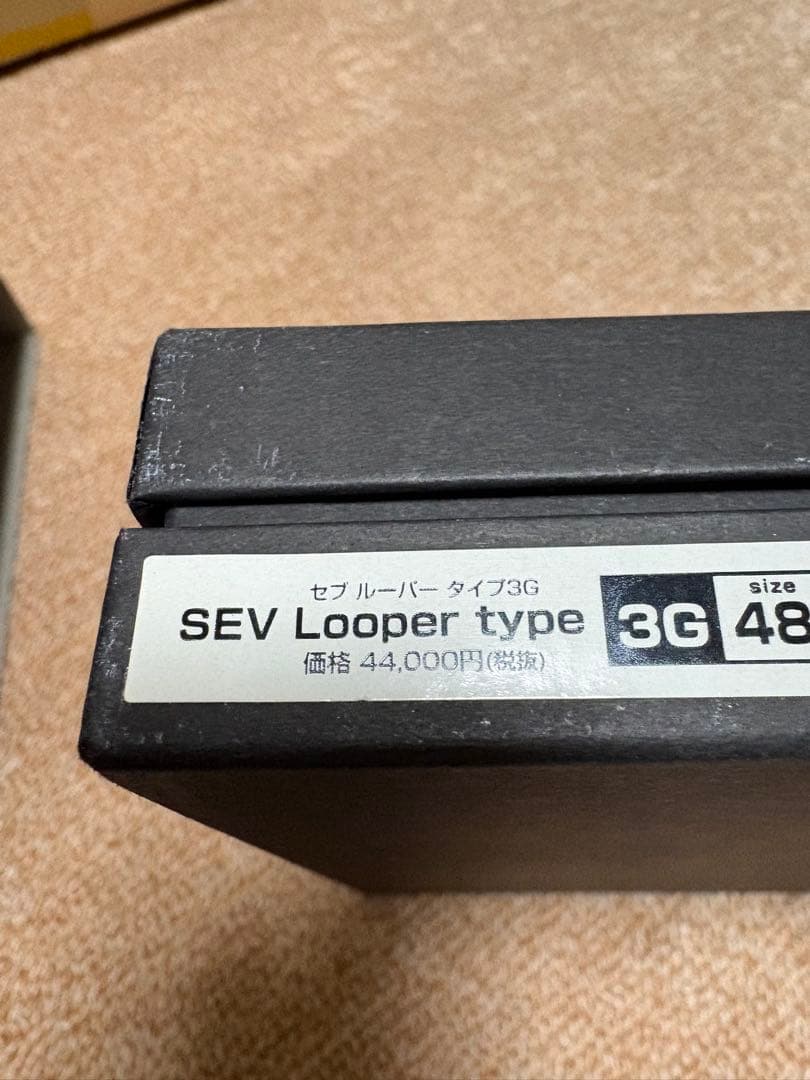 セブ ルーパー タイプ3G
SEV Looper type 3G size 48
価格 44,000円(税抜)